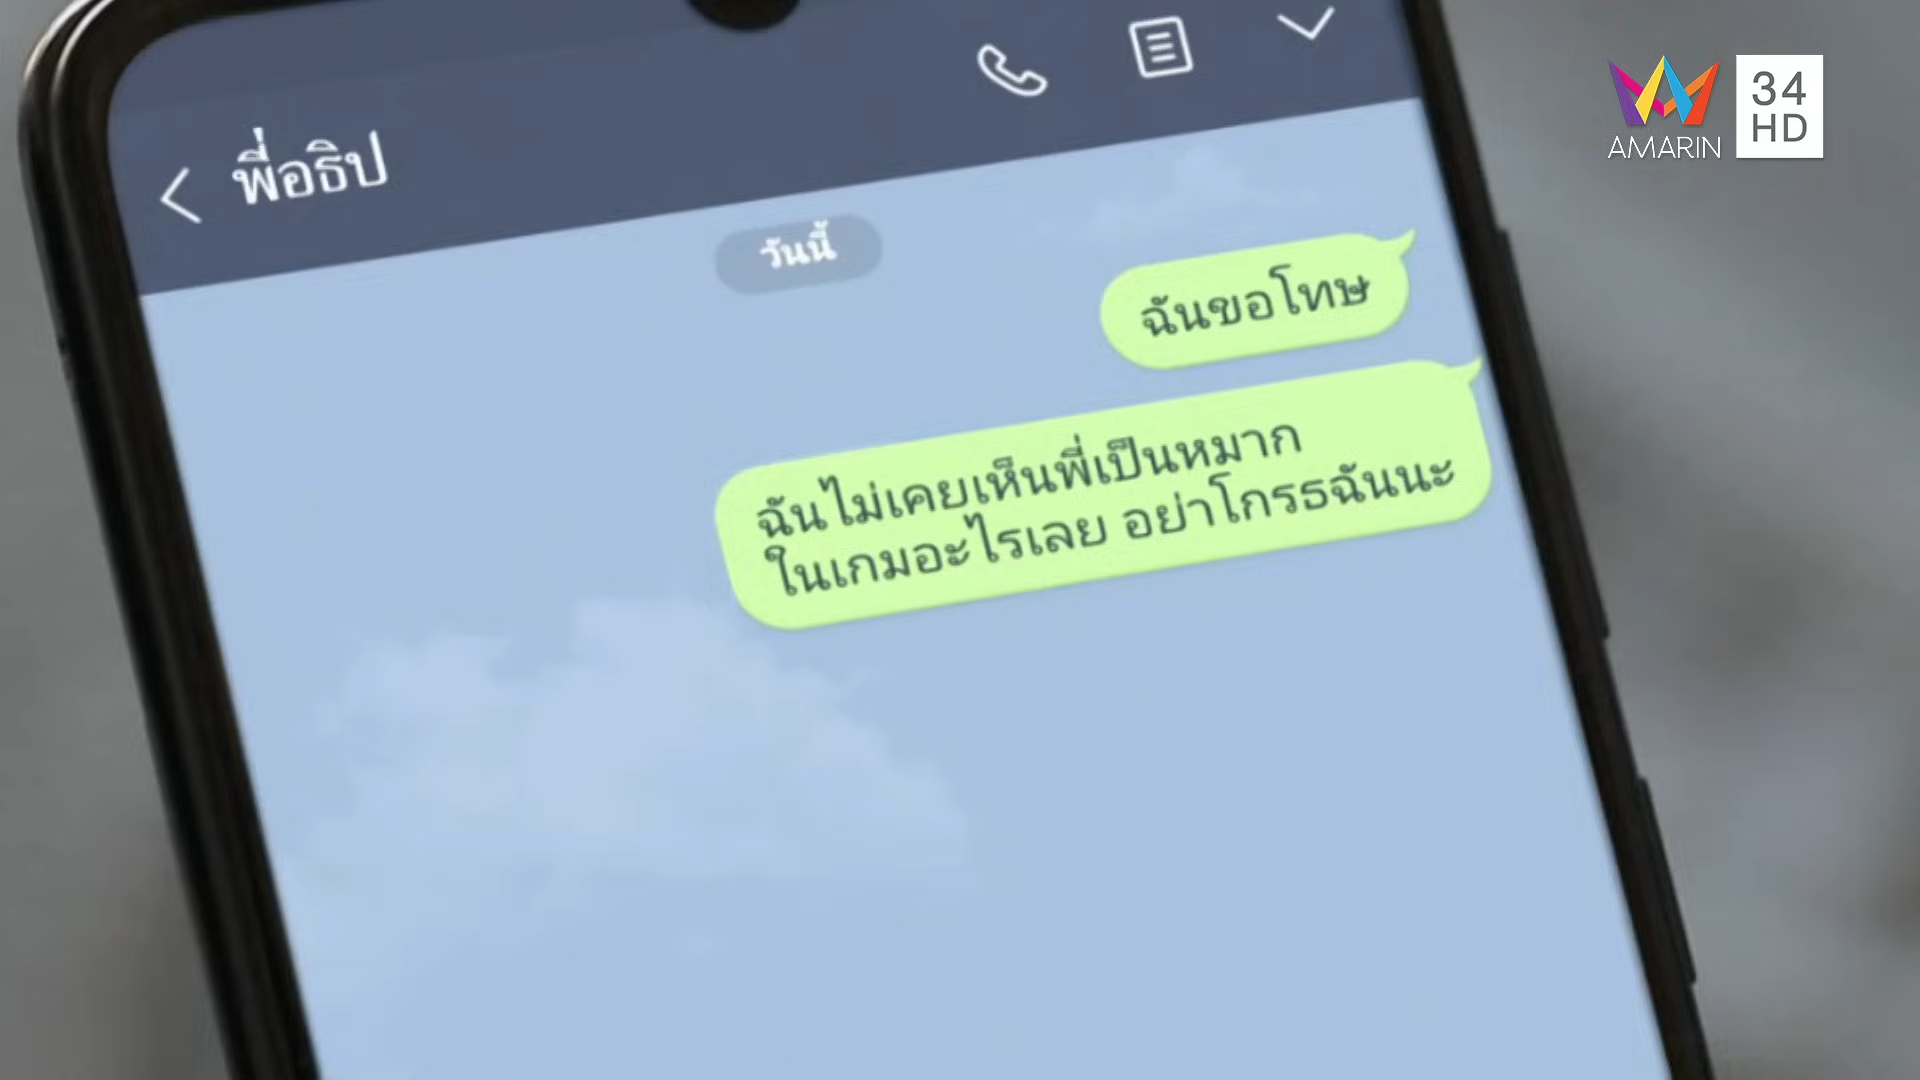 AMARIN
34
HD
พี่อธิป
วันนี้
ฉันขอโทษ
ฉันไม่เคยเห็นพี่เป็นหมาก
ในเกมอะไรเลย อย่าโกรธฉันนะ